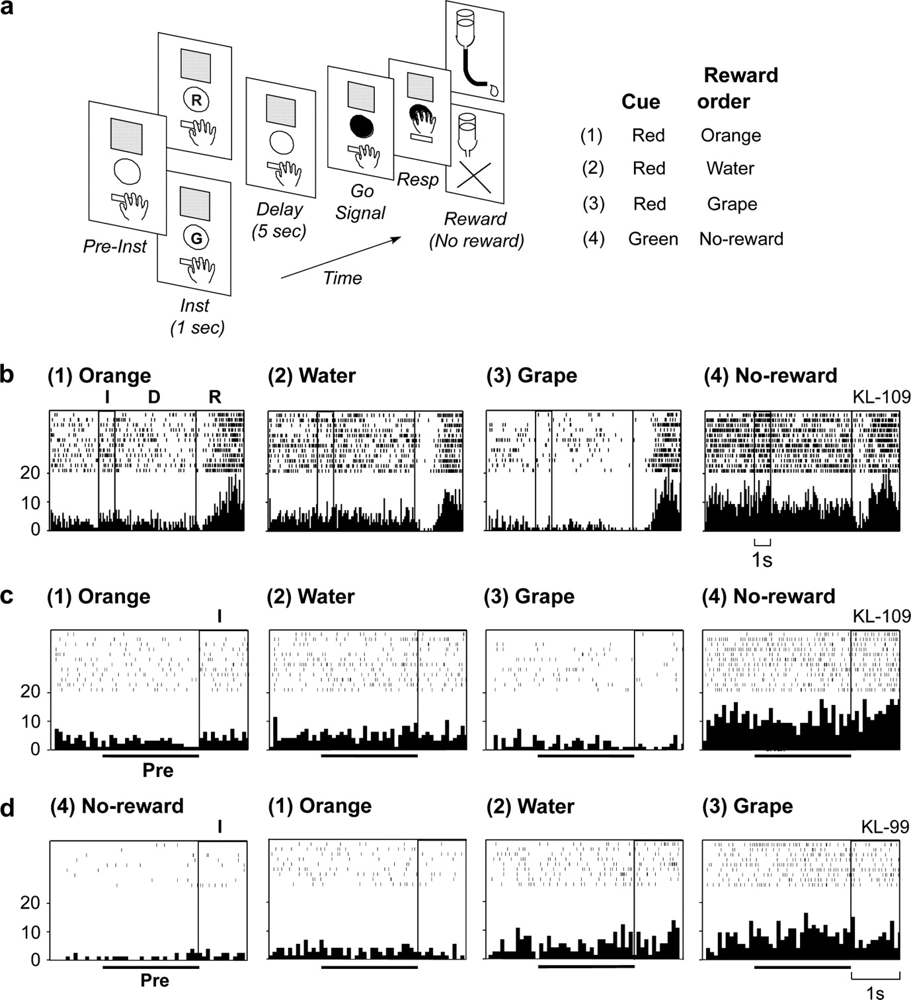 a
R
G
Pre-Inst
Inst
(1 sec)
Delay
(5 sec)
Go
Signal
Resp
Reward
(No reward)
Time
Reward
Cue order
(1) Red Orange
(2) Red Water
(3) Red Grape
(4) Green No-reward
b (1) Orange (2) Water (3) Grape (4) No-reward
I D R KL-109
20
10
0
1s
c (1) Orange (2) Water (3) Grape (4) No-reward
I KL-109
20
10
0
Pre
d (4) No-reward (1) Orange (2) Water (3) Grape
I KL-99
20
10
0
Pre 1s